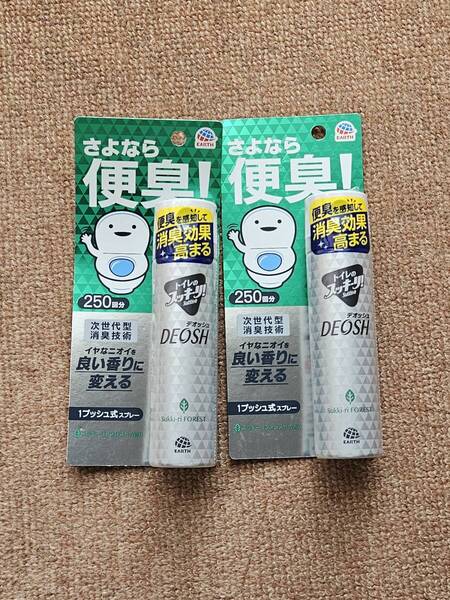 EARTH
さよなら
便臭!
250回分
次世代型
消臭技術
イヤなニオイを
良い香りに
変える
1プッシュ式スプレー
便臭を感知して
消臭効果
高まる
トイレの
スッキーリ!
Sukki-ri!
デオッシュ
DEOSH
Sukki-ri FOREST
EARTH
EARTH
さよなら
便臭!
250回分
次世代型
消臭技術
イヤなニオイを
良い香りに
変える
1プッシュ式スプレー
便臭を感知して
消臭効果
高まる
トイレの
スッキーリ!
Sukki-ri!
デオッシュ
DEOSH
Sukki-ri FOREST
EARTH